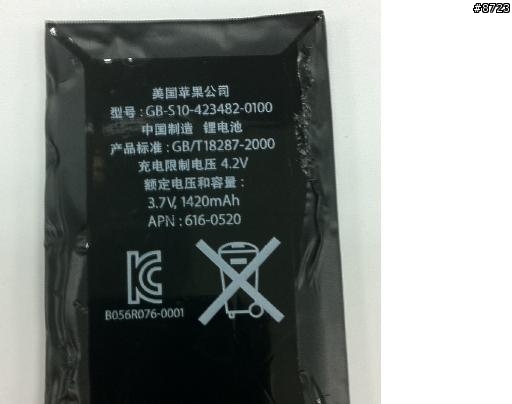 #8723
美国苹果公司
型号：GB-S10-423482-0100
中国制造 锂电池
产品标准：GB/T18287-2000
充电限制电压 4.2V
额定电压和容量：
3.7V, 1420mAh
APN : 616-0520
KC
B056R076-0001